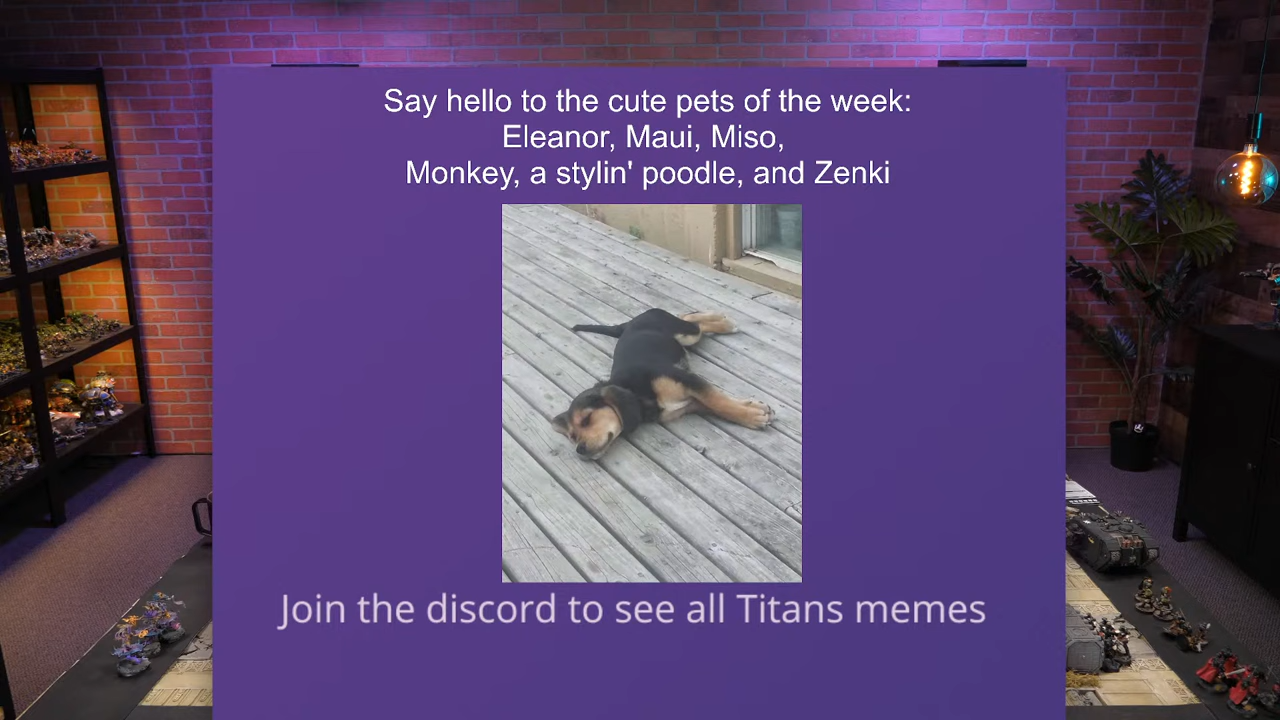 Say hello to the cute pets of the week:
Eleanor, Maui, Miso,
Monkey, a stylin' poodle, and Zenki
Join the discord to see all Titans memes